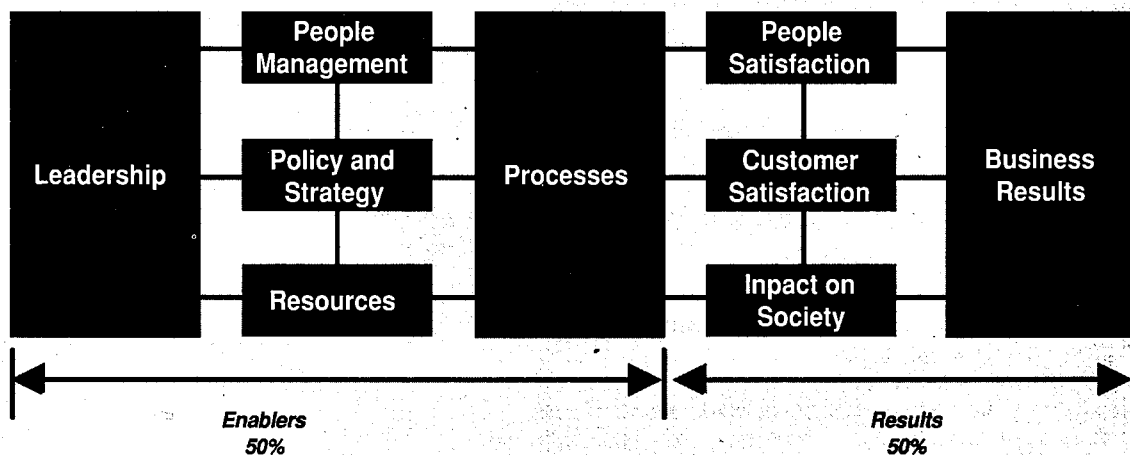 Leadership
People
Management
Policy and
Strategy
Resources
Processes
People
Satisfaction
Customer
Satisfaction
Inpact on
Society
Business
Results
Enablers
50%
Results
50%